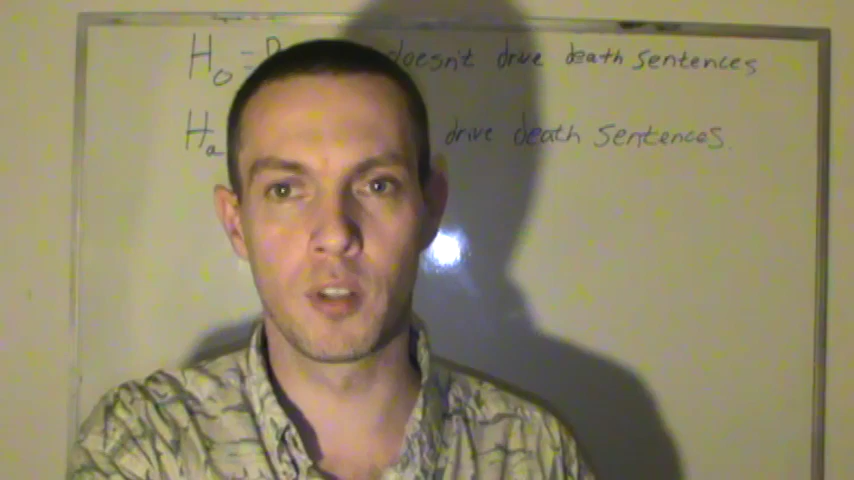 H₀ = doesn't drive death sentences
Hₐ drive death sentences.